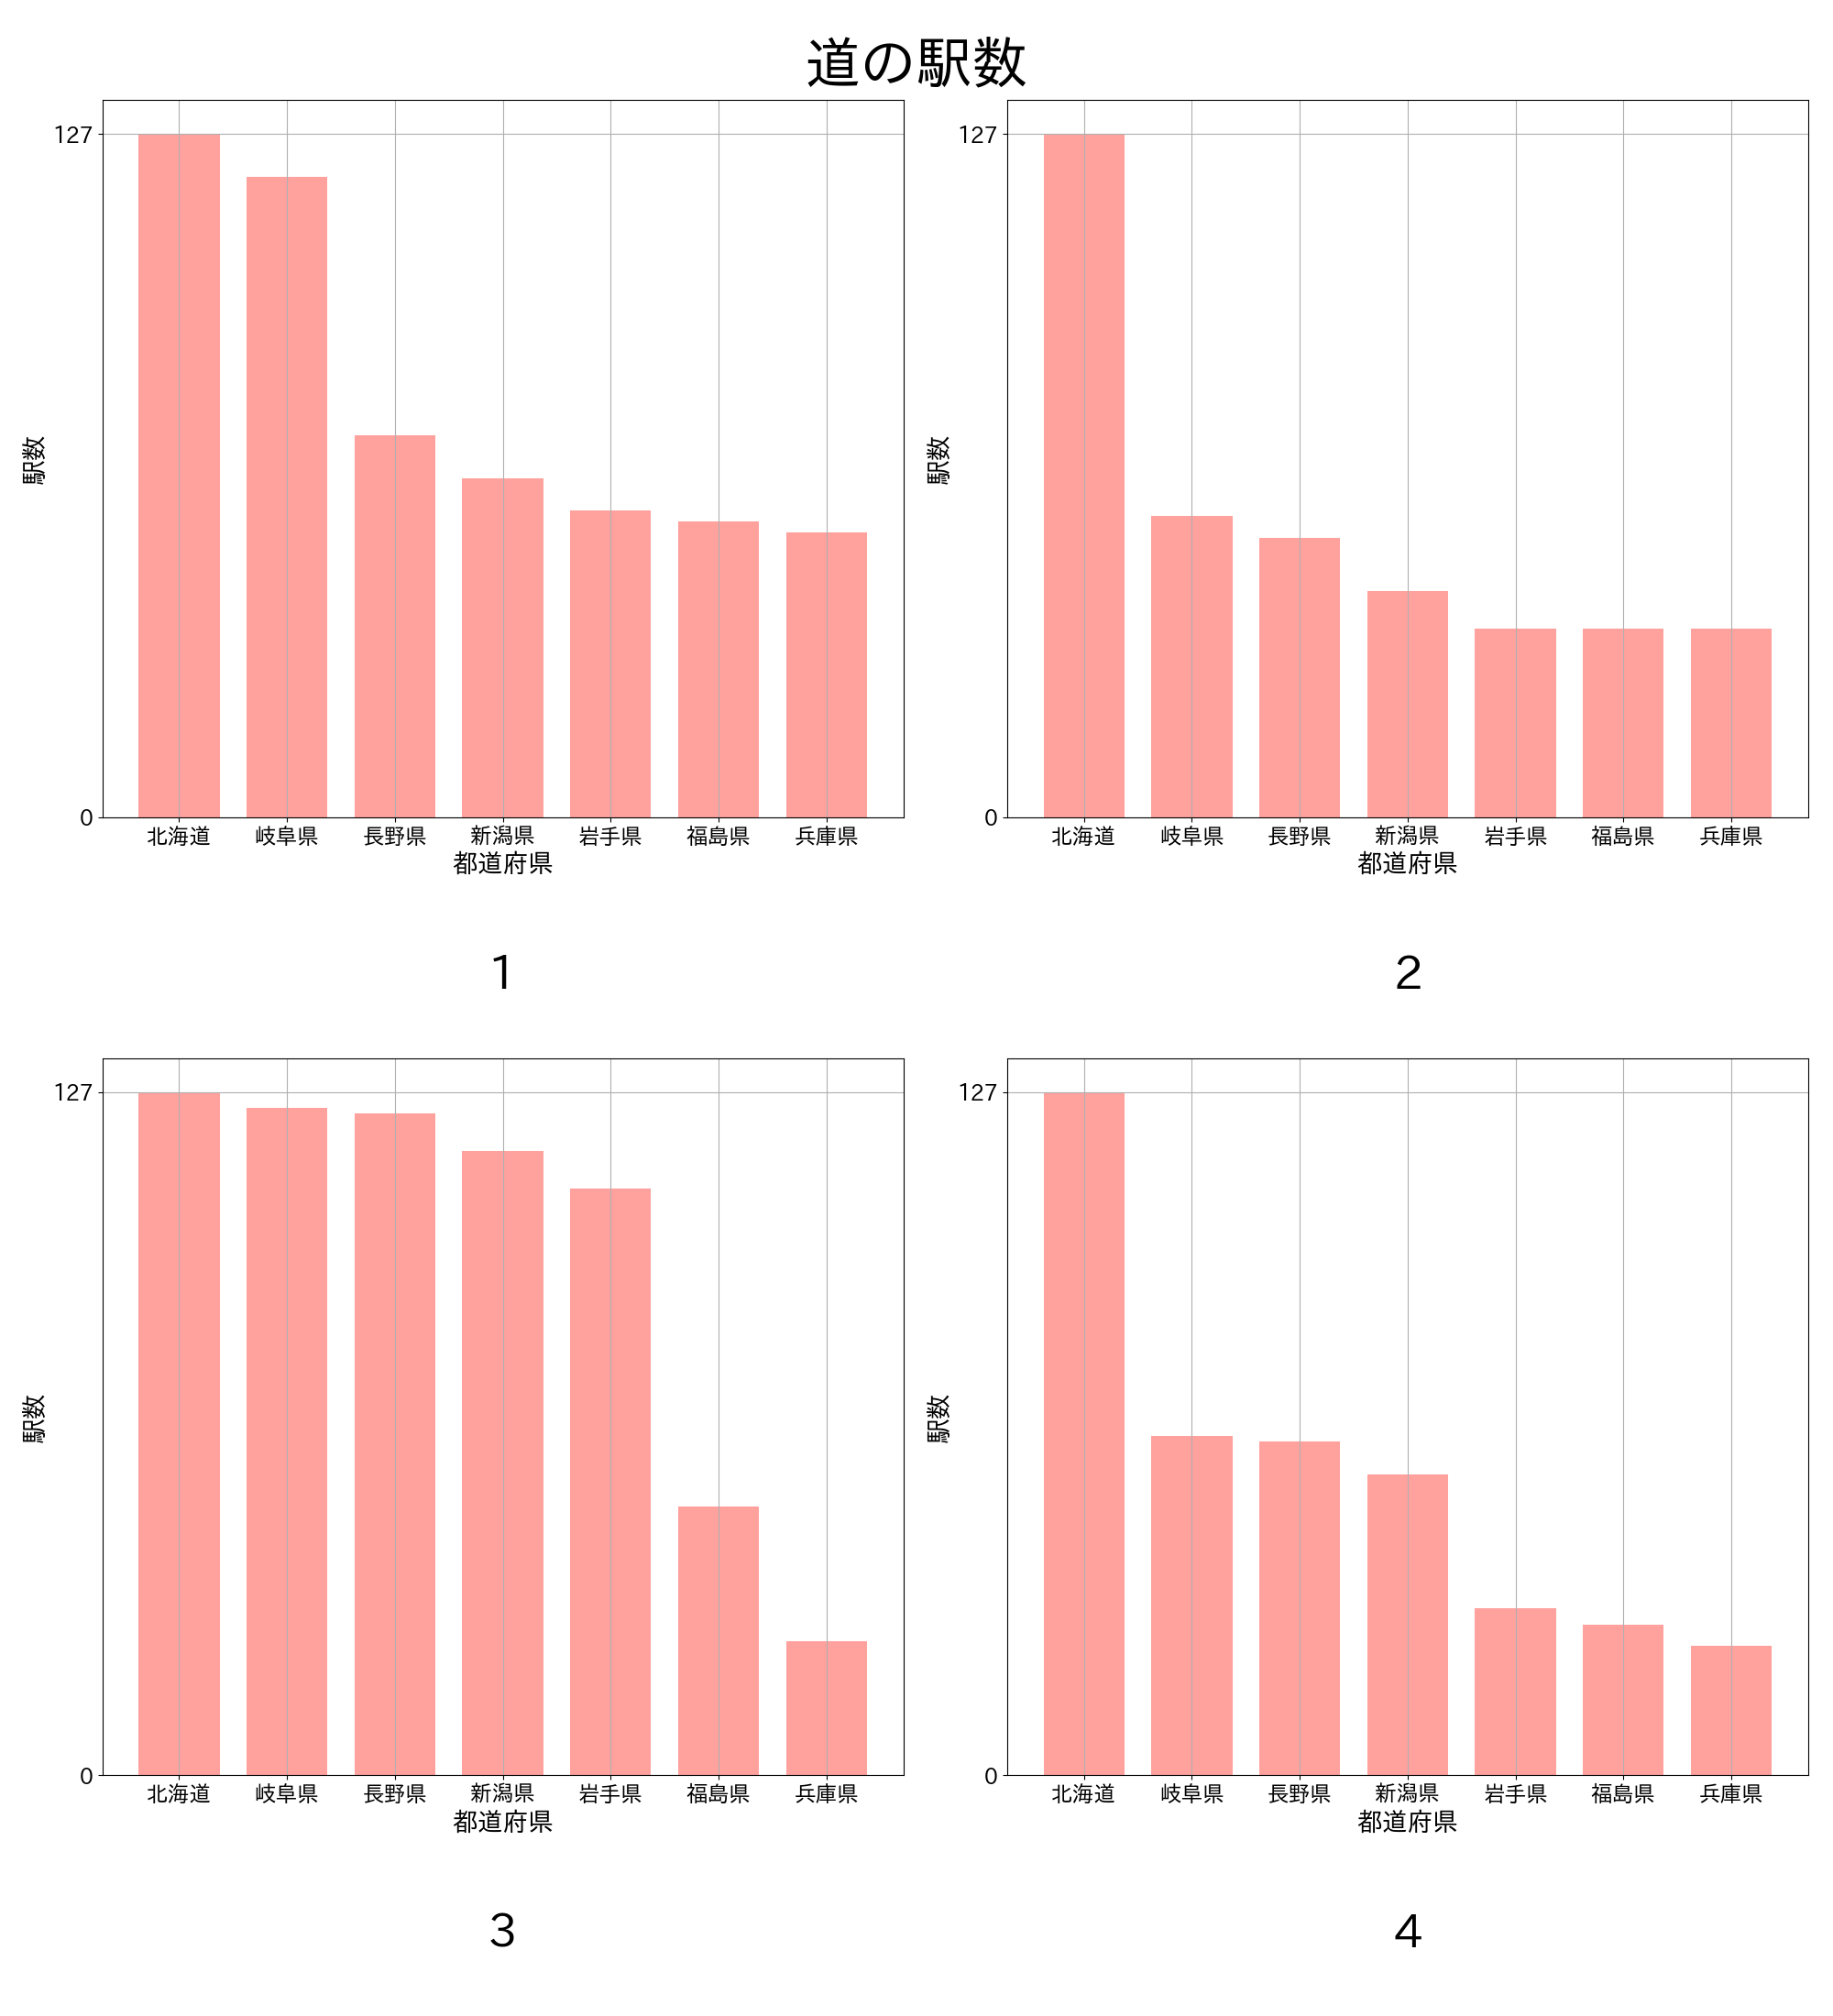 道の駅数
127
0
駅数
北海道 岐阜県 長野県 新潟県 岩手県 福島県 兵庫県
都道府県
1
127
0
駅数
北海道 岐阜県 長野県 新潟県 岩手県 福島県 兵庫県
都道府県
2
127
0
駅数
北海道 岐阜県 長野県 新潟県 岩手県 福島県 兵庫県
都道府県
3
127
0
駅数
北海道 岐阜県 長野県 新潟県 岩手県 福島県 兵庫県
都道府県
4